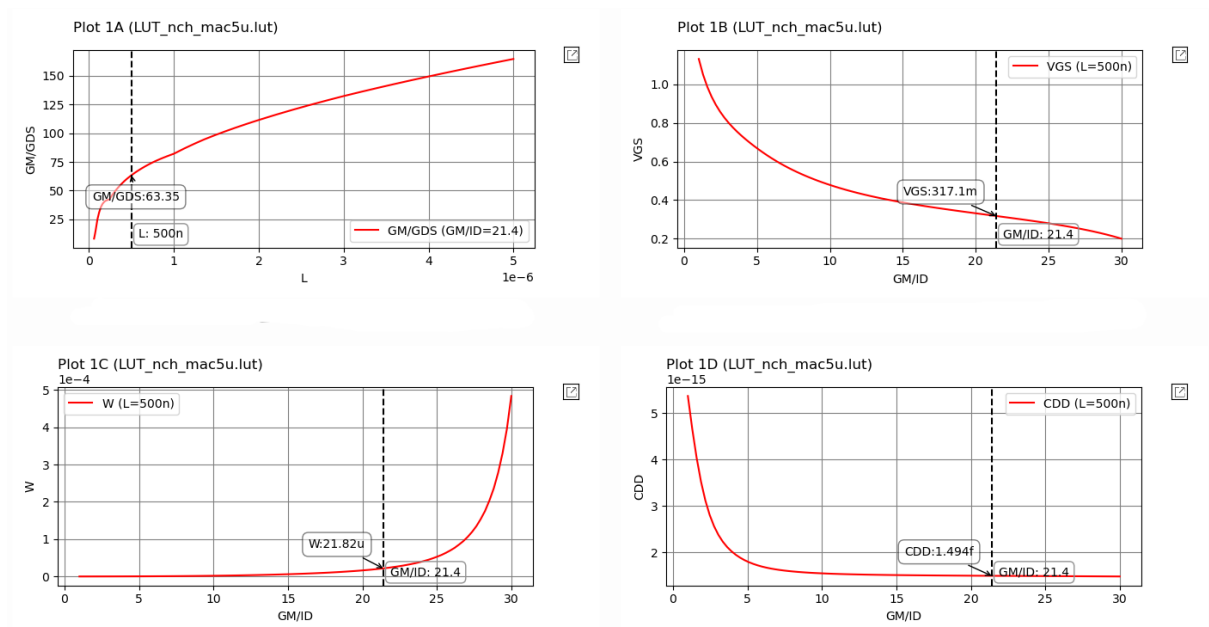 Plot 1A (LUT_nch_mac5u.lut)
150
125
100
75
50
25
GM/GDS
GM/GDS:63.35
L: 500n
GM/GDS (GM/ID=21.4)
0
1
2
3
4
5
1e−6
L
Plot 1B (LUT_nch_mac5u.lut)
1.0
0.8
0.6
0.4
0.2
VGS
VGS (L=500n)
VGS:317.1m
GM/ID: 21.4
0
5
10
15
20
25
30
GM/ID
Plot 1C (LUT_nch_mac5u.lut)
1e−4
5
4
3
2
1
0
W
W (L=500n)
W:21.82u
GM/ID: 21.4
0
5
10
15
20
25
30
GM/ID
Plot 1D (LUT_nch_mac5u.lut)
1e−15
5
4
3
2
CDD
CDD (L=500n)
CDD:1.494f
GM/ID: 21.4
0
5
10
15
20
25
30
GM/ID